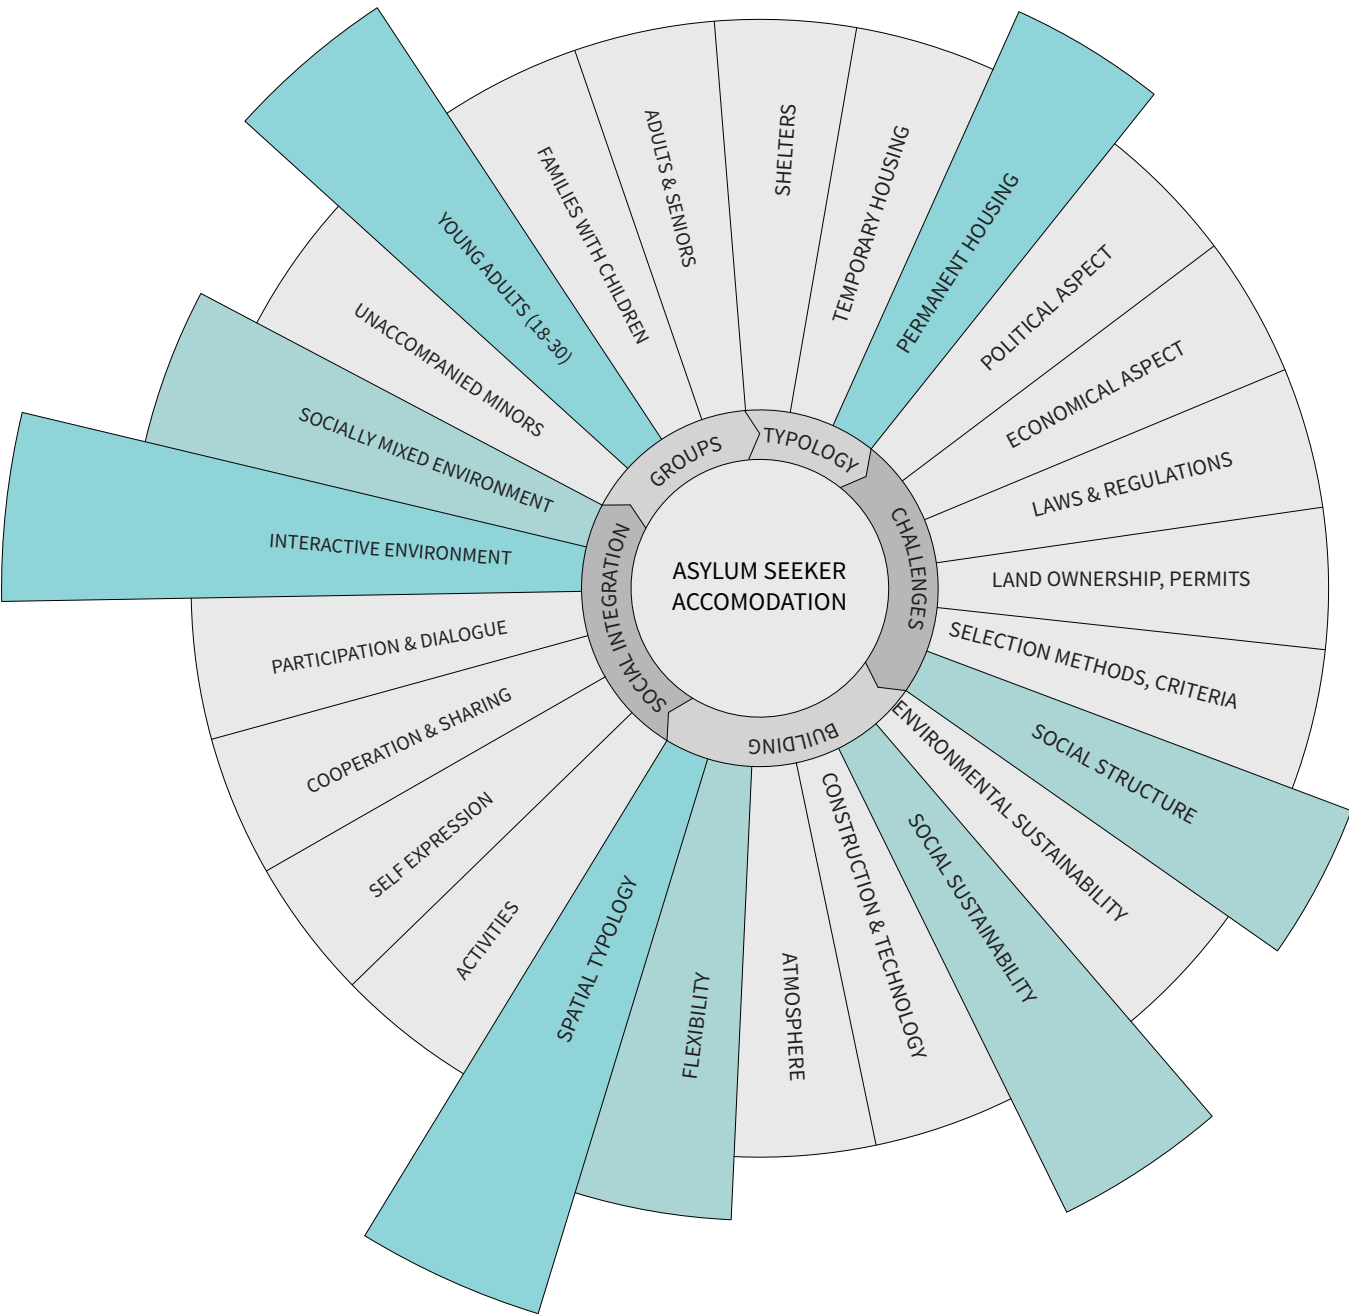 ASYLUM SEEKER
ACCOMODATION
TYPOLOGY
SHELTERS
TEMPORARY HOUSING
PERMANENT HOUSING
CHALLENGES
POLITICAL ASPECT
ECONOMICAL ASPECT
LAWS & REGULATIONS
LAND OWNERSHIP, PERMITS
SELECTION METHODS, CRITERIA
SOCIAL STRUCTURE
BUILDING
ENVIRONMENTAL SUSTAINABILITY
SOCIAL SUSTAINABILITY
CONSTRUCTION & TECHNOLOGY
ATMOSPHERE
FLEXIBILITY
SPATIAL TYPOLOGY
SOCIAL INTEGRATION
ACTIVITIES
SELF EXPRESSION
COOPERATION & SHARING
PARTICIPATION & DIALOGUE
INTERACTIVE ENVIRONMENT
SOCIALLY MIXED ENVIRONMENT
GROUPS
UNACCOMPANIED MINORS
YOUNG ADULTS (18-30)
FAMILIES WITH CHILDREN
ADULTS & SENIORS